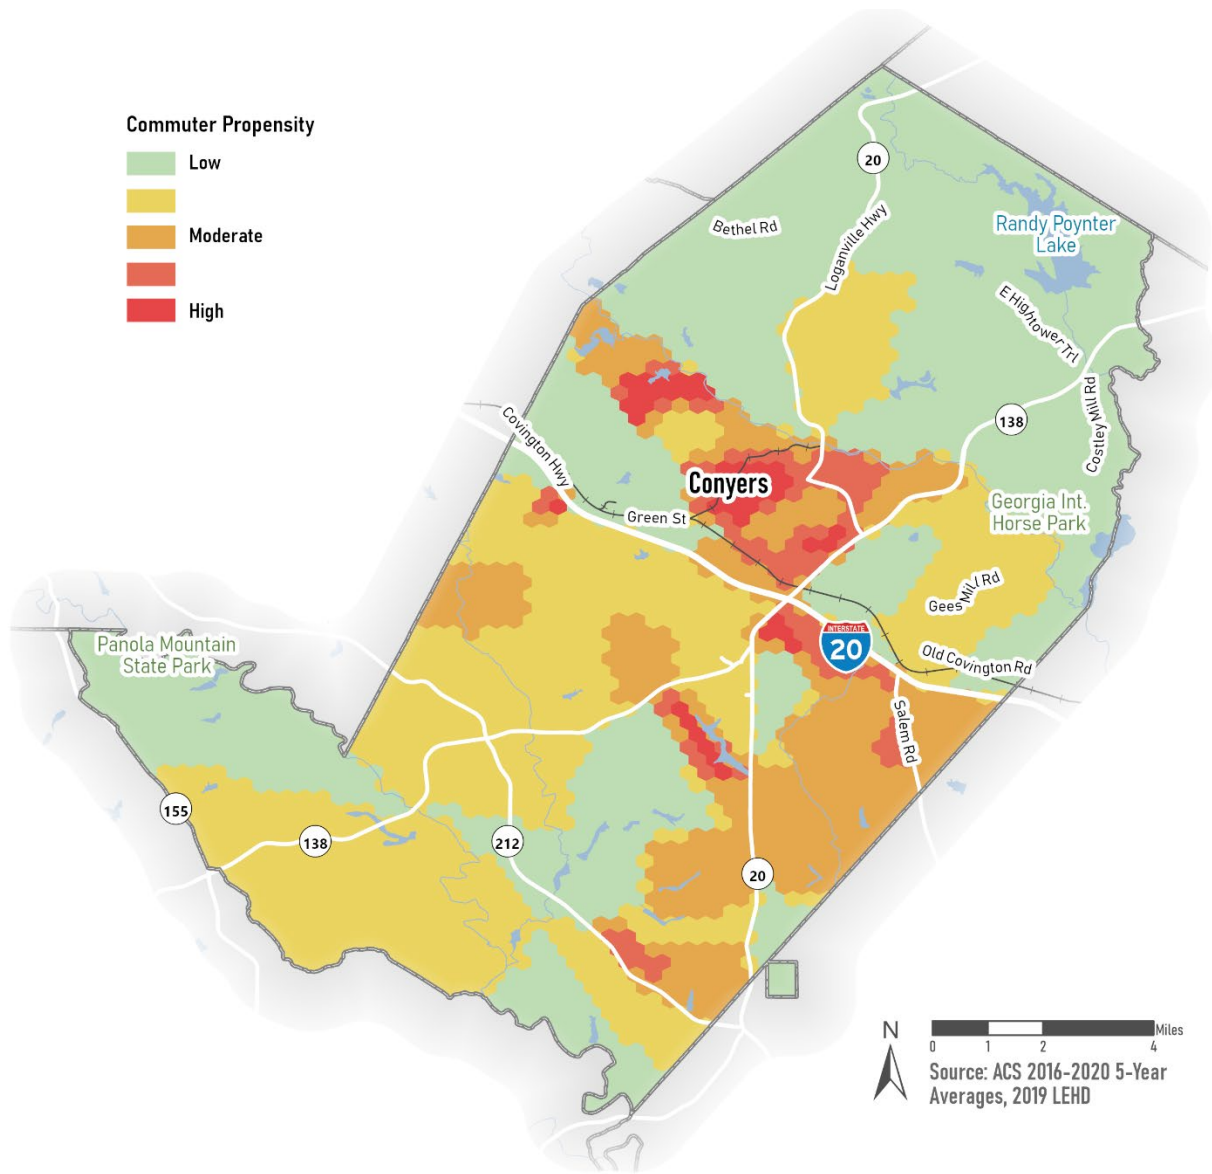 Commuter Propensity
Low
Moderate
High
20
Bethel Rd
Loganville Hwy
Randy Poynter
Lake
E Hightower Trl
138
Costley Mill Rd
Covington Hwy
Conyers
Green St
Georgia Int.
Horse Park
Gees Mill Rd
INTERSTATE
20
Old Covington Rd
Panola Mountain
State Park
Salem Rd
155
138
212
20
N
Miles
0 1 2 4
Source: ACS 2016-2020 5-Year
Averages, 2019 LEHD